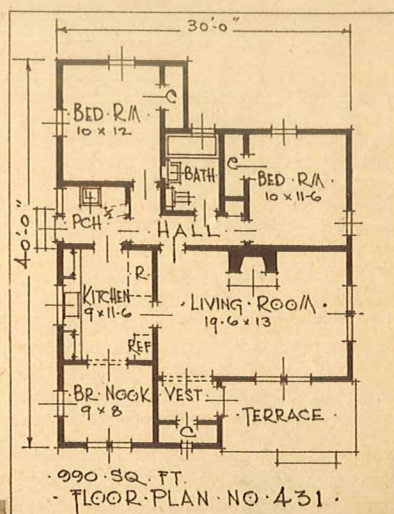 30'-0"
40'-0"
C
BED·RM
10 x 12
BATH
C
BED·RM
10 x 11-6
PCH
·HALL·
R.
KITCHEN
9 x 11-6
·LIVING·ROOM·
19-6 x 13
REF
BR·NOOK
9 x 8
VEST·
·TERRACE·
C
·990·SQ. FT.
·FLOOR·PLAN·NO·431·